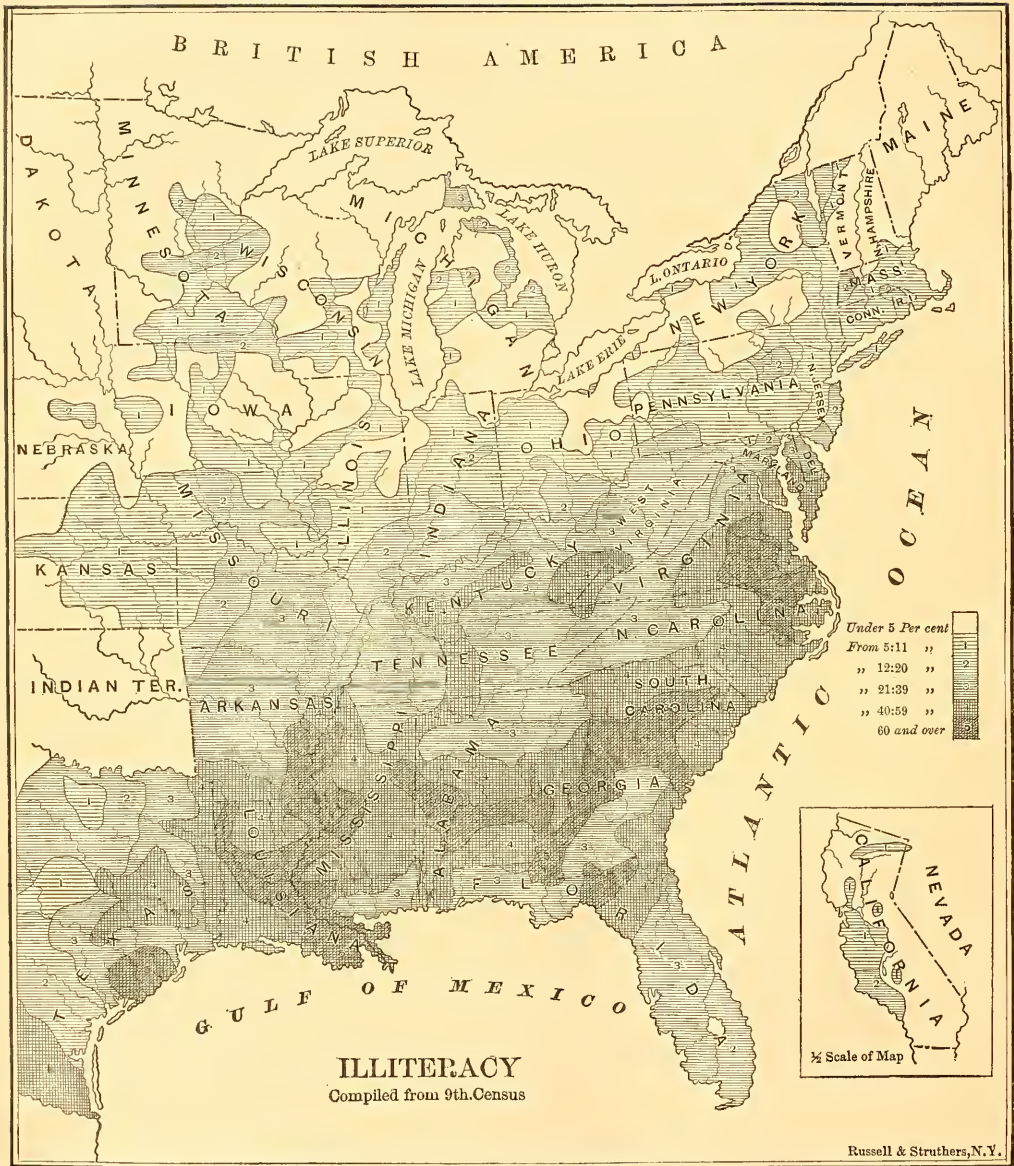 BRITISH AMERICA
DAKOTA
MINNESOTA
LAKE SUPERIOR
MICHIGAN
WISCONSIN
LAKE MICHIGAN
LAKE HURON
L. ONTARIO
LAKE ERIE
NEW YORK
VERMONT
N. HAMPSHIRE
MAINE
MASS.
CONN.
R.
N. JERSEY
PENNSYLVANIA
MARYLAND
DEL.
OHIO
INDIANA
ILLINOIS
IOWA
NEBRASKA
KANSAS
MISSOURI
KENTUCKY
WEST
VIRGINIA
VIRGINIA
N. CAROLINA
TENNESSEE
SOUTH
CAROLINA
INDIAN TER.
ARKANSAS
MISSISSIPPI
ALABAMA
GEORGIA
LOUISIANA
TEXAS
FLORIDA
ATLANTIC OCEAN
GULF OF MEXICO
Under 5 Per cent
From 5:11 „ 1
„ 12:20 „ 2
„ 21:39 „
„ 40:59 „
60 and over
CALIFORNIA
NEVADA
½ Scale of Map
ILLITERACY
Compiled from 9th. Census
Russell & Struthers, N.Y.